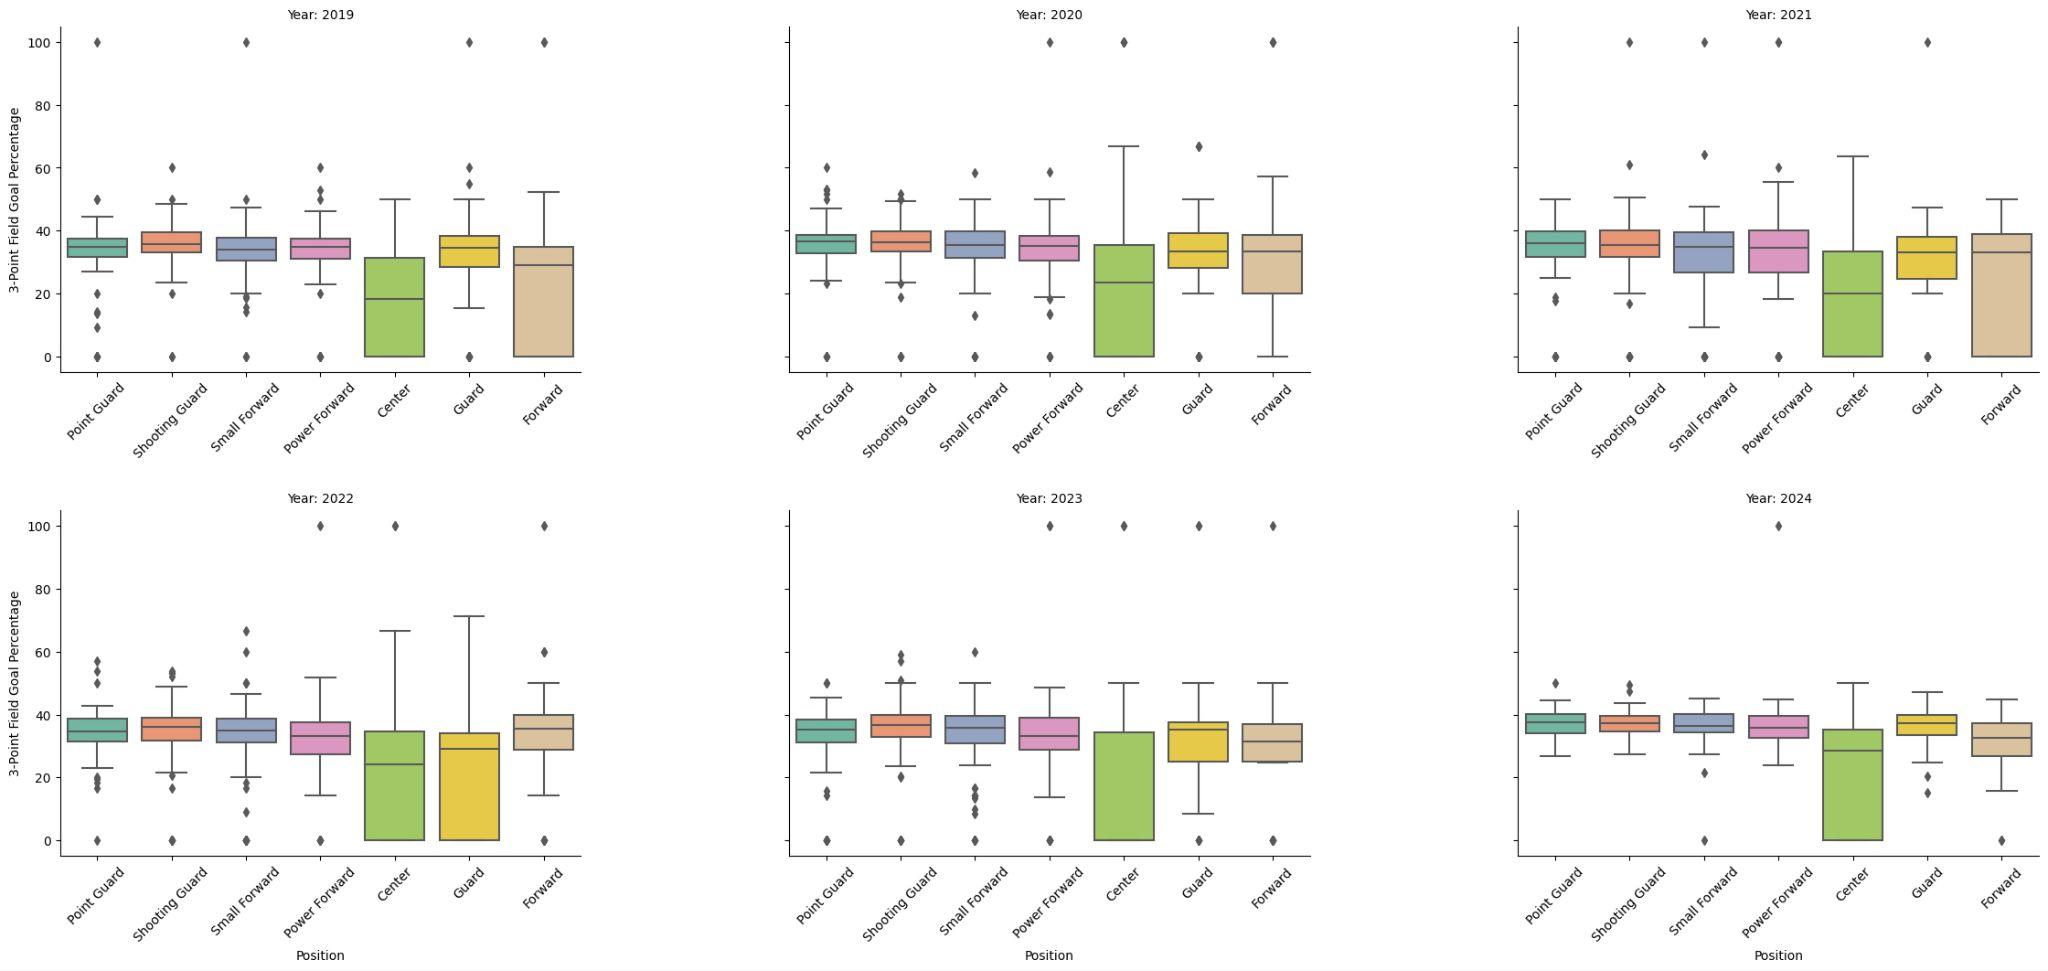 Year: 2019
Year: 2020
Year: 2021
3-Point Field Goal Percentage
100
80
60
40
20
0
Point Guard
Shooting Guard
Small Forward
Power Forward
Center
Guard
Forward
Point Guard
Shooting Guard
Small Forward
Power Forward
Center
Guard
Forward
Point Guard
Shooting Guard
Small Forward
Power Forward
Center
Guard
Forward
Year: 2022
Year: 2023
Year: 2024
3-Point Field Goal Percentage
100
80
60
40
20
0
Point Guard
Shooting Guard
Small Forward
Power Forward
Center
Guard
Forward
Point Guard
Shooting Guard
Small Forward
Power Forward
Center
Guard
Forward
Point Guard
Shooting Guard
Small Forward
Power Forward
Center
Guard
Forward
Position
Position
Position